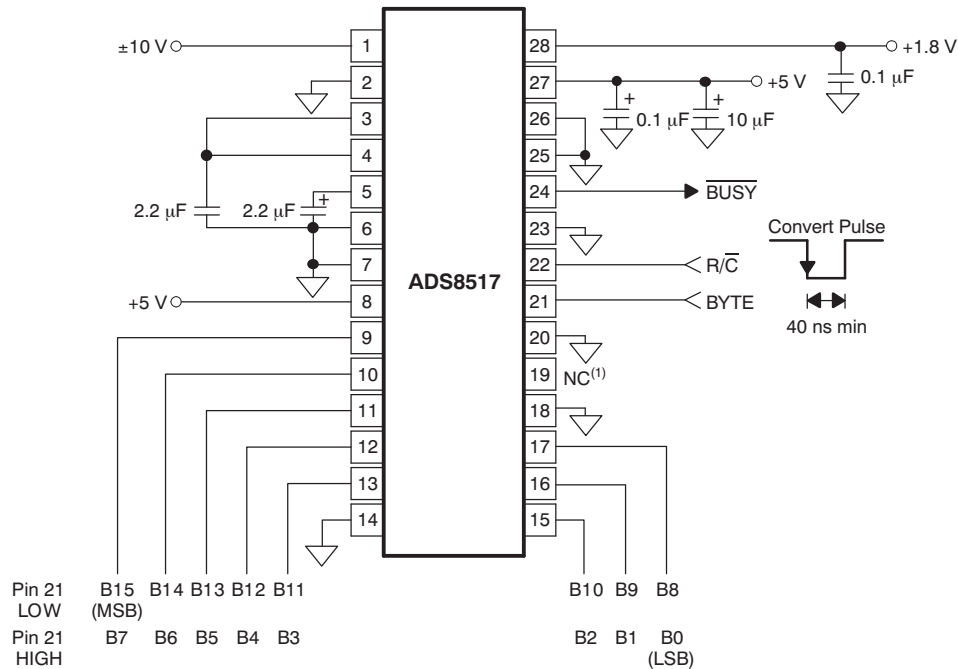 ±10 V
1
28
+1.8 V
2
27
+5 V
0.1 µF
3
26
+
0.1 µF
+
10 µF
4
25
5
24
BUSY
2.2 µF
2.2 µF
+
6
23
Convert Pulse
7
22
R/C
ADS8517
+5 V
8
21
BYTE
40 ns min
9
20
10
19
NC(1)
11
18
12
17
13
16
14
15
Pin 21 LOW
B15 (MSB)
B14
B13
B12
B11
B10
B9
B8
Pin 21 HIGH
B7
B6
B5
B4
B3
B2
B1
B0 (LSB)